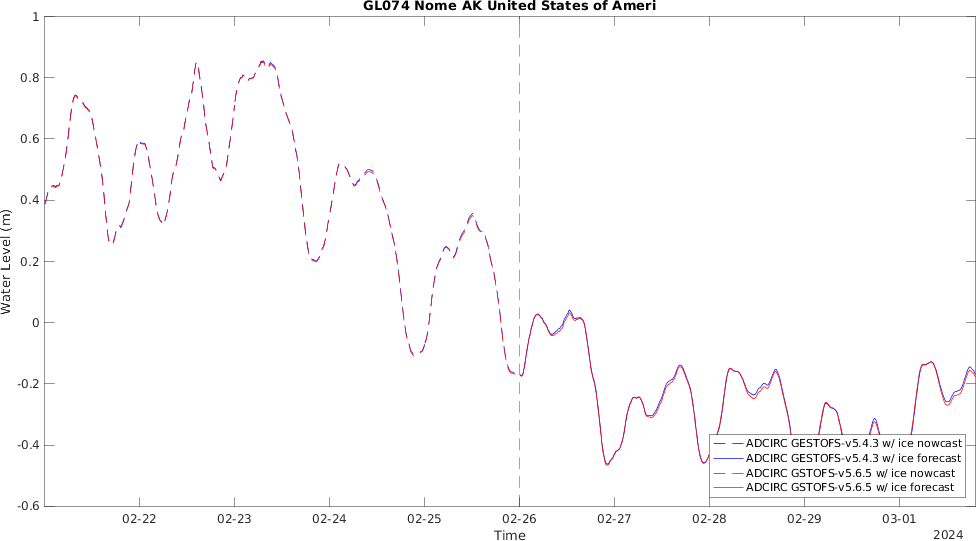 GL074 Nome AK United States of Ameri
1
0.8
0.6
0.4
0.2
0
-0.2
-0.4
-0.6
Water Level (m)
ADCIRC GESTOFS-v5.4.3 w/ ice nowcast
ADCIRC GESTOFS-v5.4.3 w/ ice forecast
ADCIRC GSTOFS-v5.6.5 w/ ice nowcast
ADCIRC GSTOFS-v5.6.5 w/ ice forecast
02-22 02-23 02-24 02-25 02-26 02-27 02-28 02-29 03-01
Time
2024